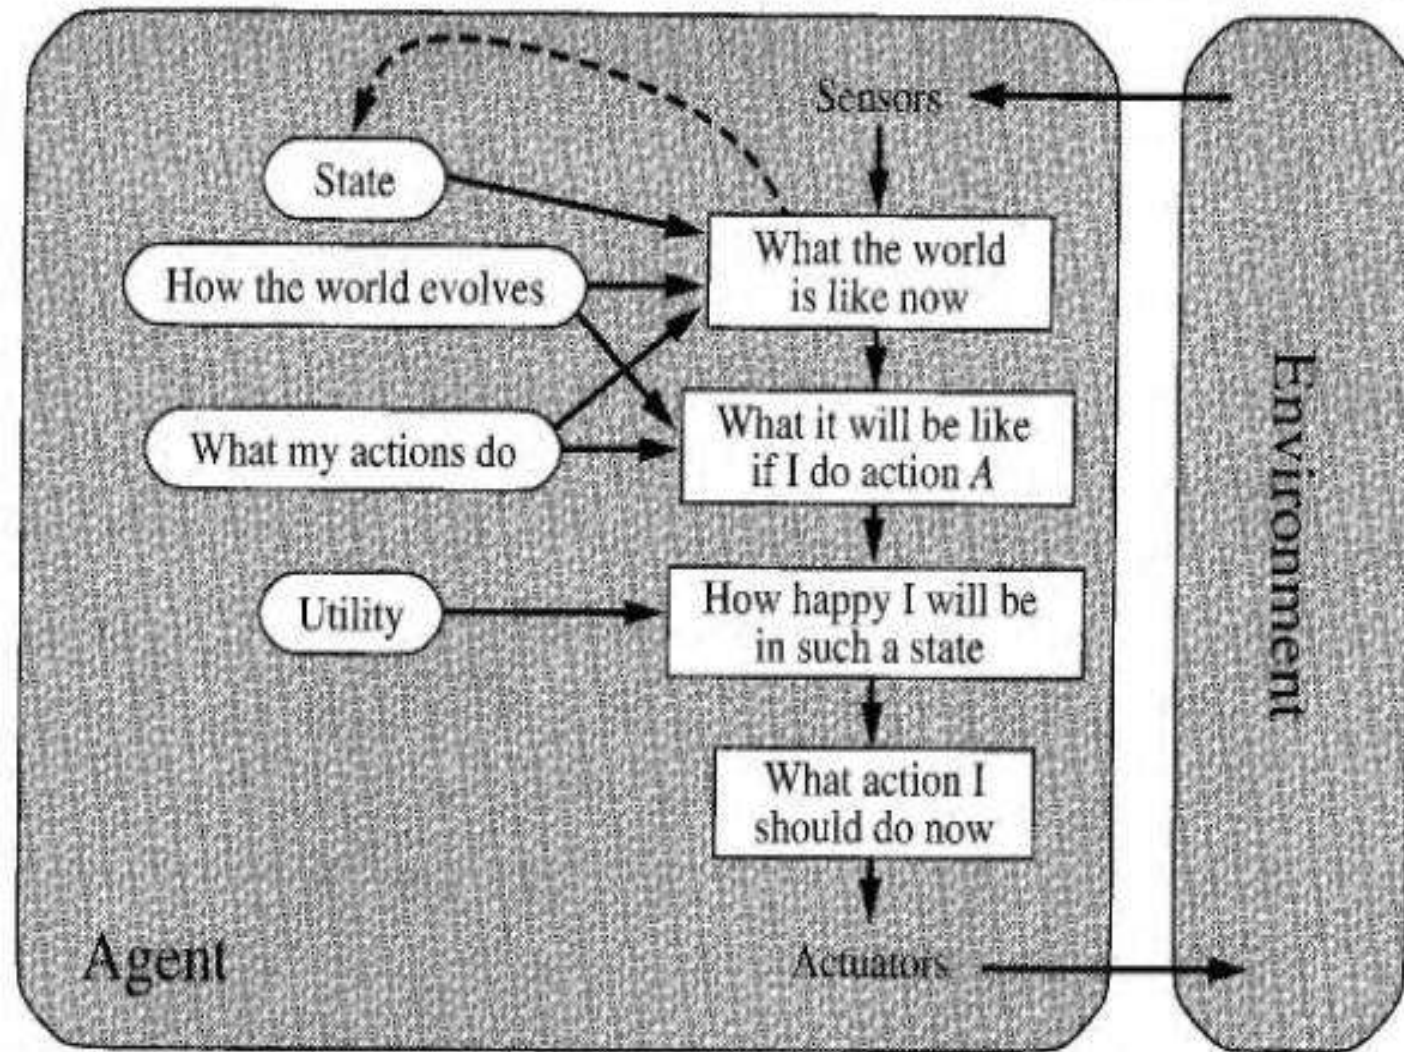 Sensors
State
What the world
is like now
How the world evolves
What my actions do
What it will be like
if I do action A
Utility
How happy I will be
in such a state
What action I
should do now
Agent
Actuators
Environment